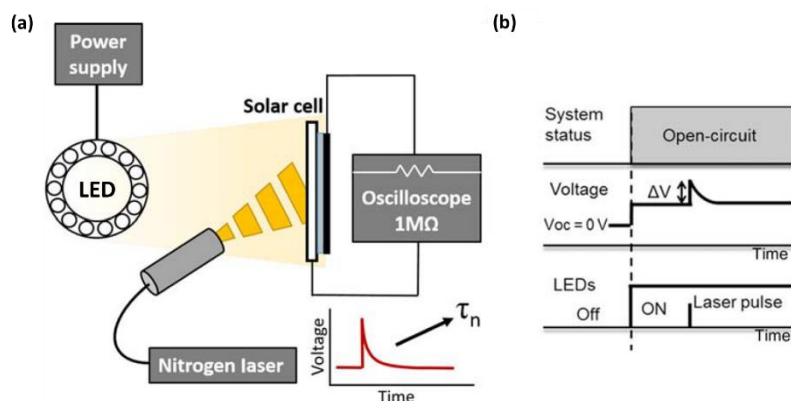 (a)
Power
supply
LED
Solar cell
Oscilloscope
1MΩ
Nitrogen laser
Voltage
Time
τn
(b)
System
status
Open-circuit
Voltage
ΔV
Voc = 0 V
Time
LEDs
Off
ON
Laser pulse
Time